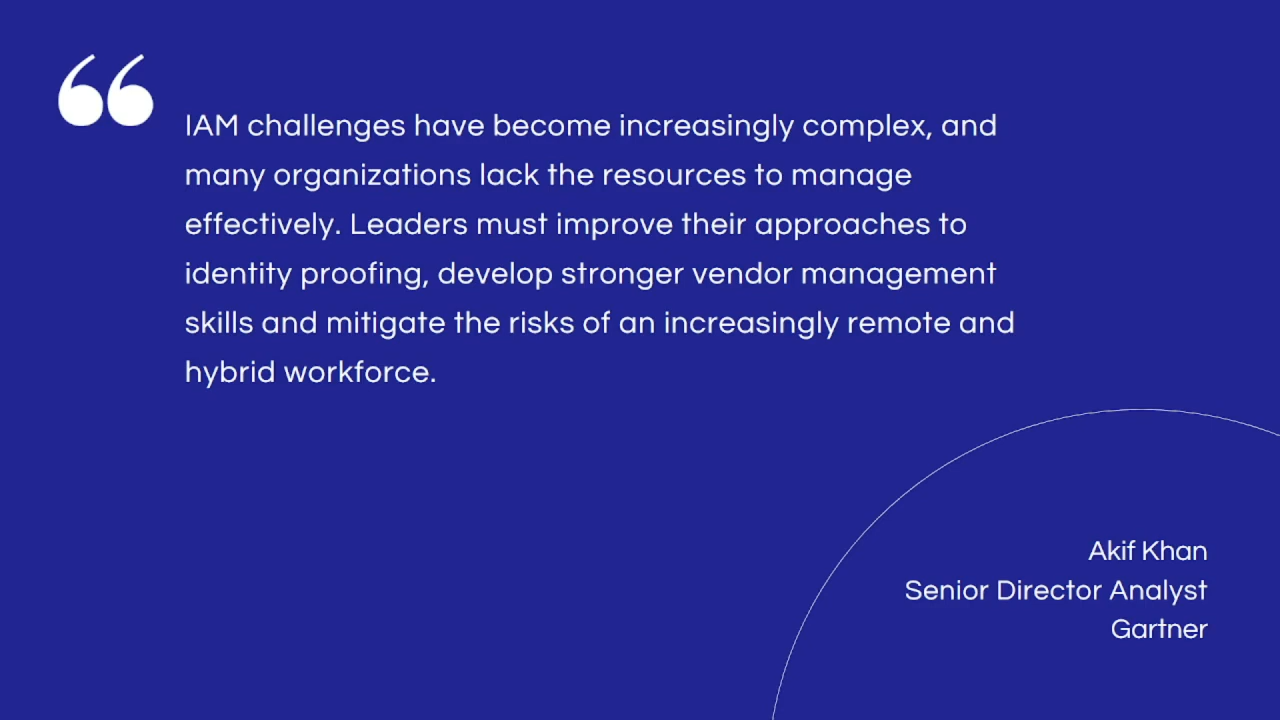 “
IAM challenges have become increasingly complex, and
many organizations lack the resources to manage
effectively. Leaders must improve their approaches to
identity proofing, develop stronger vendor management
skills and mitigate the risks of an increasingly remote and
hybrid workforce.
Akif Khan
Senior Director Analyst
Gartner